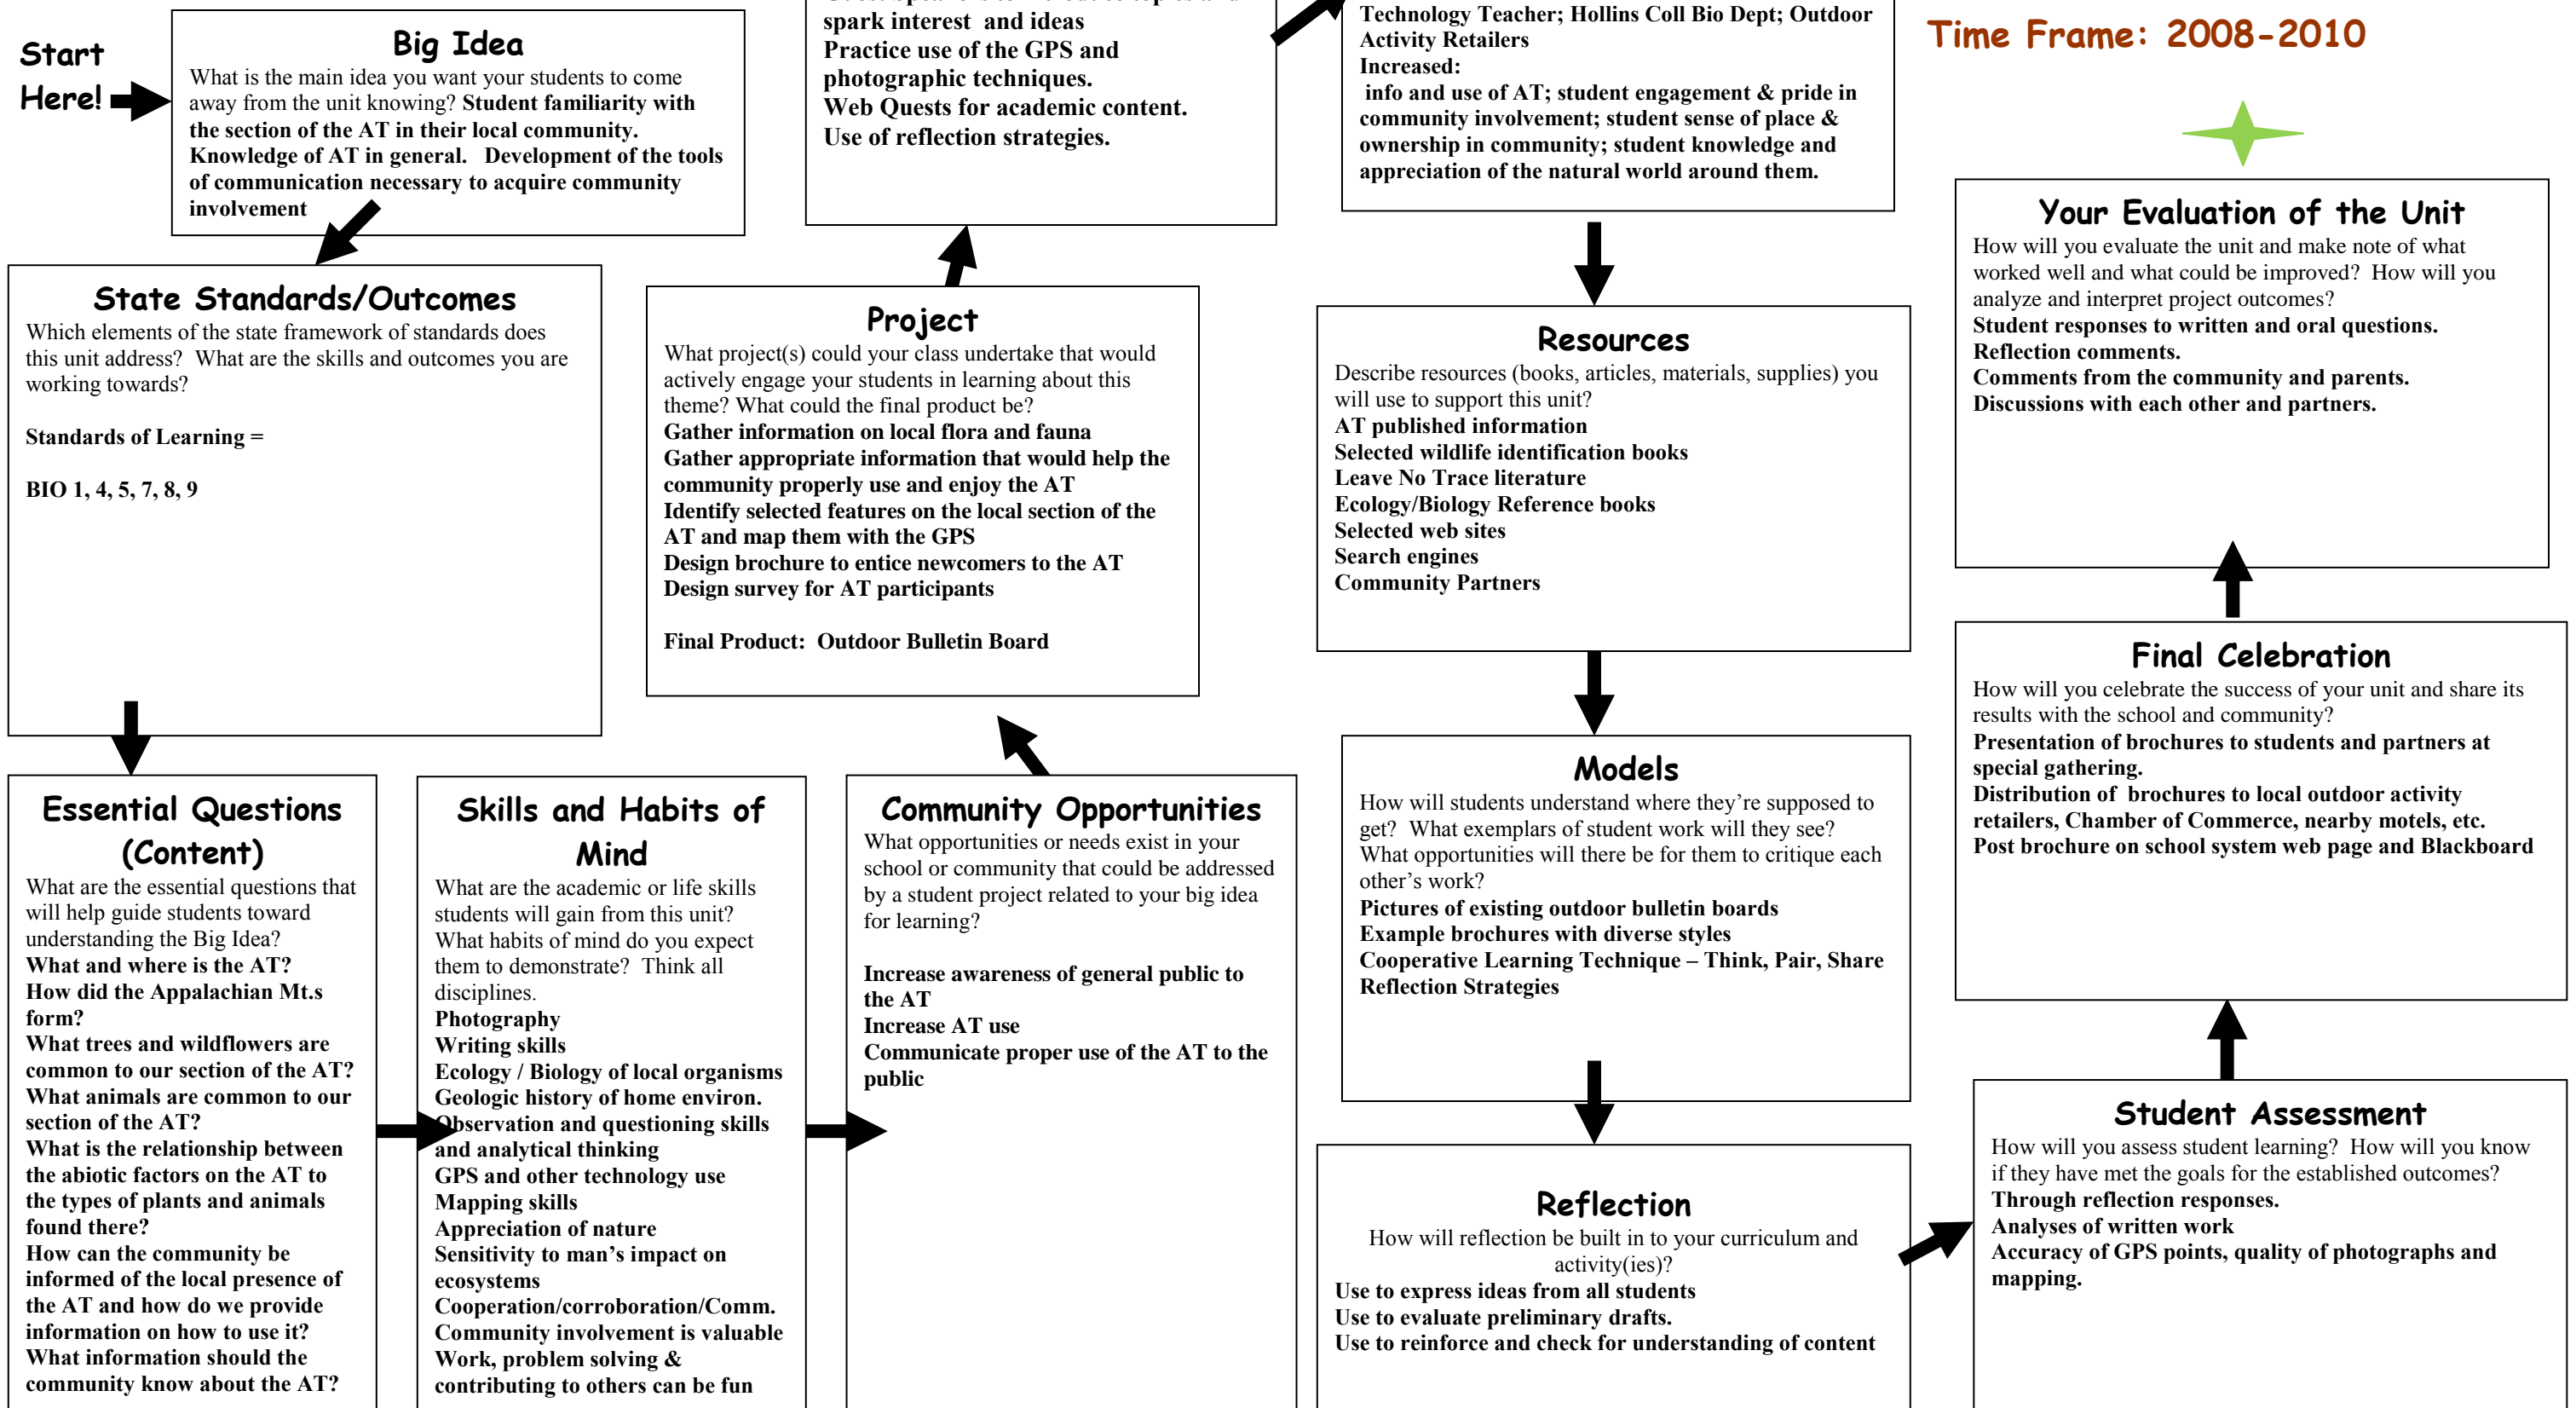 Start
Here!
Big Idea
What is the main idea you want your students to come
away from the unit knowing? Student familiarity with
the section of the AT in their local community.
Knowledge of AT in general.   Development of the tools
of communication necessary to acquire community
involvement
State Standards/Outcomes
Which elements of the state framework of standards does
this unit address?  What are the skills and outcomes you are
working towards?
Standards of Learning =
BIO 1, 4, 5, 7, 8, 9
Essential Questions
(Content)
What are the essential questions that
will help guide students toward
understanding the Big Idea?
What and where is the AT?
How did the Appalachian Mt.s
form?
What trees and wildflowers are
common to our section of the AT?
What animals are common to our
section of the AT?
What is the relationship between
the abiotic factors on the AT to
the types of plants and animals
found there?
How can the community be
informed of the local presence of
the AT and how do we provide
information on how to use it?
What information should the
community know about the AT?
Skills and Habits of
Mind
What are the academic or life skills
students will gain from this unit?
What habits of mind do you expect
them to demonstrate?  Think all
disciplines.
Photography
Writing skills
Ecology / Biology of local organisms
Geologic history of home environ.
Observation and questioning skills
and analytical thinking
GPS and other technology use
Mapping skills
Appreciation of nature
Sensitivity to man's impact on
ecosystems
Cooperation/corroboration/Comm.
Community involvement is valuable
Work, problem solving &
contributing to others can be fun
Community Opportunities
What opportunities or needs exist in your
school or community that could be addressed
by a student project related to your big idea
for learning?
Increase awareness of general public to
the AT
Increase AT use
Communicate proper use of the AT to the
public
Project
What project(s) could your class undertake that would
actively engage your students in learning about this
theme? What could the final product be?
Gather information on local flora and fauna
Gather appropriate information that would help the
community properly use and enjoy the AT
Identify selected features on the local section of the
AT and map them with the GPS
Design brochure to entice newcomers to the AT
Design survey for AT participants
Final Product:  Outdoor Bulletin Board
spark interest  and ideas
Practice use of the GPS and
photographic techniques.
Web Quests for academic content.
Use of reflection strategies.
Technology Teacher; Hollins Coll Bio Dept; Outdoor
Activity Retailers
Increased:
info and use of AT; student engagement & pride in
community involvement; student sense of place &
ownership in community; student knowledge and
appreciation of the natural world around them.
Resources
Describe resources (books, articles, materials, supplies) you
will use to support this unit?
AT published information
Selected wildlife identification books
Leave No Trace literature
Ecology/Biology Reference books
Selected web sites
Search engines
Community Partners
Models
How will students understand where they're supposed to
get?  What exemplars of student work will they see?
What opportunities will there be for them to critique each
other's work?
Pictures of existing outdoor bulletin boards
Example brochures with diverse styles
Cooperative Learning Technique – Think, Pair, Share
Reflection Strategies
Reflection
How will reflection be built in to your curriculum and
activity(ies)?
Use to express ideas from all students
Use to evaluate preliminary drafts.
Use to reinforce and check for understanding of content
Student Assessment
How will you assess student learning?  How will you know
if they have met the goals for the established outcomes?
Through reflection responses.
Analyses of written work
Accuracy of GPS points, quality of photographs and
mapping.
Final Celebration
How will you celebrate the success of your unit and share its
results with the school and community?
Presentation of brochures to students and partners at
special gathering.
Distribution of  brochures to local outdoor activity
retailers, Chamber of Commerce, nearby motels, etc.
Post brochure on school system web page and Blackboard
Your Evaluation of the Unit
How will you evaluate the unit and make note of what
worked well and what could be improved?  How will you
analyze and interpret project outcomes?
Student responses to written and oral questions.
Reflection comments.
Comments from the community and parents.
Discussions with each other and partners.
Time Frame: 2008-2010